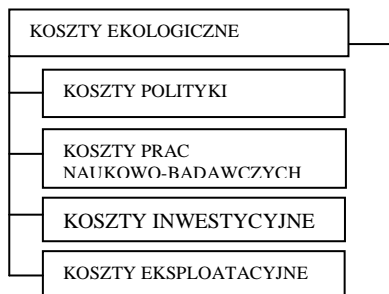 KOSZTY EKOLOGICZNE
KOSZTY POLITYKI
KOSZTY PRAC
NAUKOWO-BADAWCZYCH
KOSZTY INWESTYCYJNE
KOSZTY EKSPLOATACYJNE